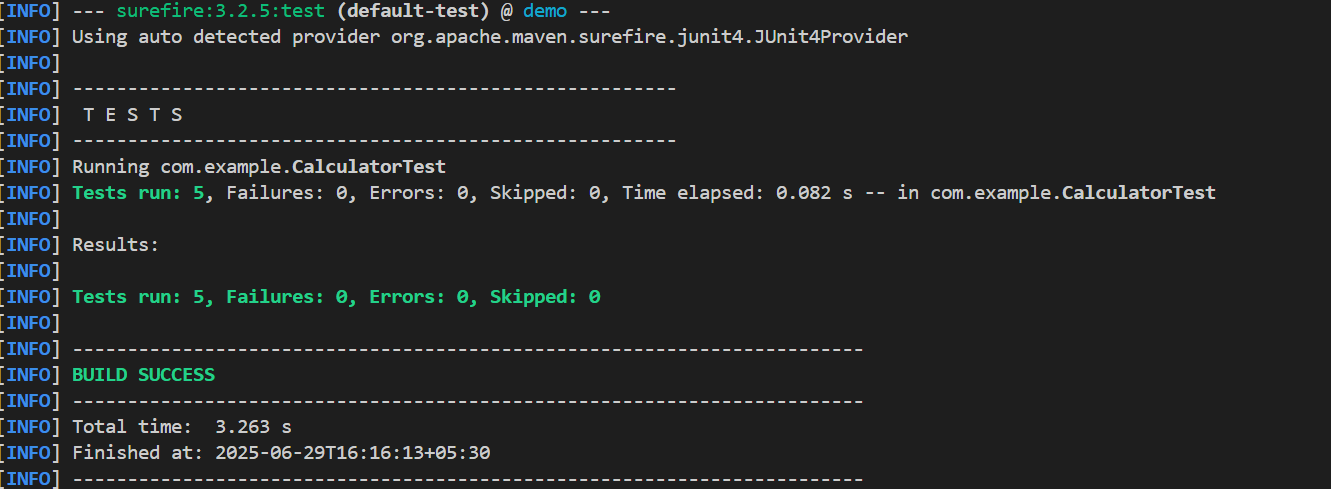 [INFO] --- surefire:3.2.5:test (default-test) @ demo ---
[INFO] Using auto detected provider org.apache.maven.surefire.junit4.JUnit4Provider
[INFO]
[INFO] -------------------------------------------------------
[INFO]  T E S T S
[INFO] -------------------------------------------------------
[INFO] Running com.example.CalculatorTest
[INFO] Tests run: 5, Failures: 0, Errors: 0, Skipped: 0, Time elapsed: 0.082 s -- in com.example.CalculatorTest
[INFO]
[INFO] Results:
[INFO]
[INFO] Tests run: 5, Failures: 0, Errors: 0, Skipped: 0
[INFO]
[INFO] ------------------------------------------------------------------------
[INFO] BUILD SUCCESS
[INFO] ------------------------------------------------------------------------
[INFO] Total time:  3.263 s
[INFO] Finished at: 2025-06-29T16:16:13+05:30
[INFO] ------------------------------------------------------------------------